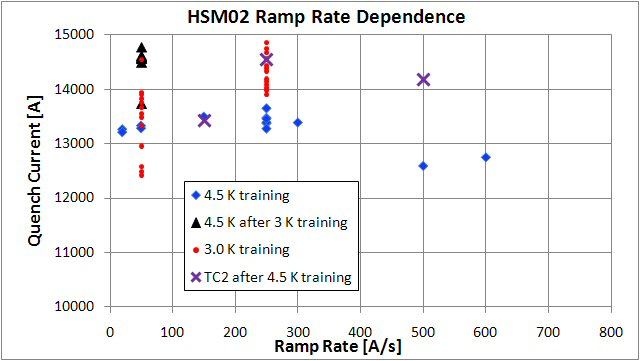 HSM02 Ramp Rate Dependence
Quench Current [A]
15000
14000
13000
12000
11000
10000
4.5 K training
4.5 K after 3 K training
3.0 K training
TC2 after 4.5 K training
0 100 200 300 400 500 600 700 800
Ramp Rate [A/s]